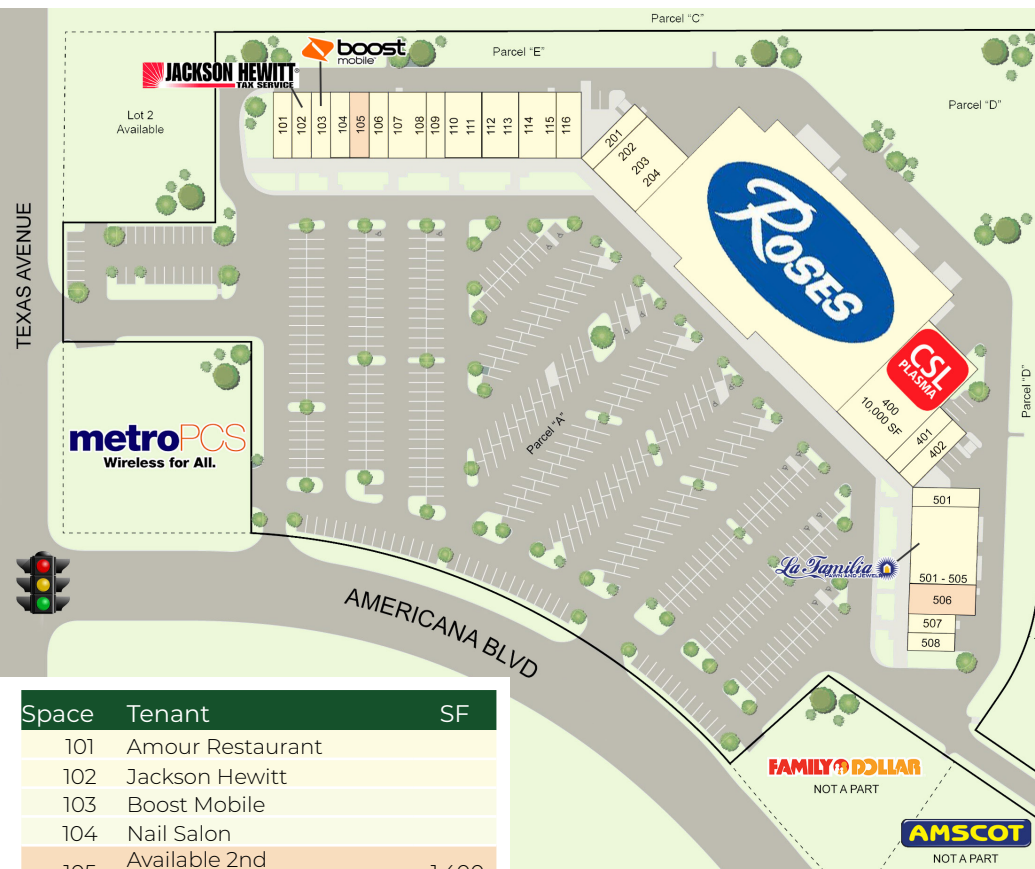 Parcel "C"
boost
mobile
Parcel "E"
JACKSON HEWITT
TAX SERVICE
Lot 2
Available
Parcel "D"
101
102
103
104
105
106
107
108
109
110
111
112
113
114
115
116
201
202
203
204
ROSES
TEXAS AVENUE
CSL
PLASMA
Parcel "D"
400
10,000 SF
401
402
Parcel "A"
metroPCS
Wireless for All.
501
La Familia
PAWN AND JEWELRY
501 - 505
506
507
508
AMERICANA BLVD
FAMILY DOLLAR
NOT A PART
AMSCOT
NOT A PART
Space Tenant SF
101 Amour Restaurant
102 Jackson Hewitt
103 Boost Mobile
104 Nail Salon
Available 2nd
105 1,400